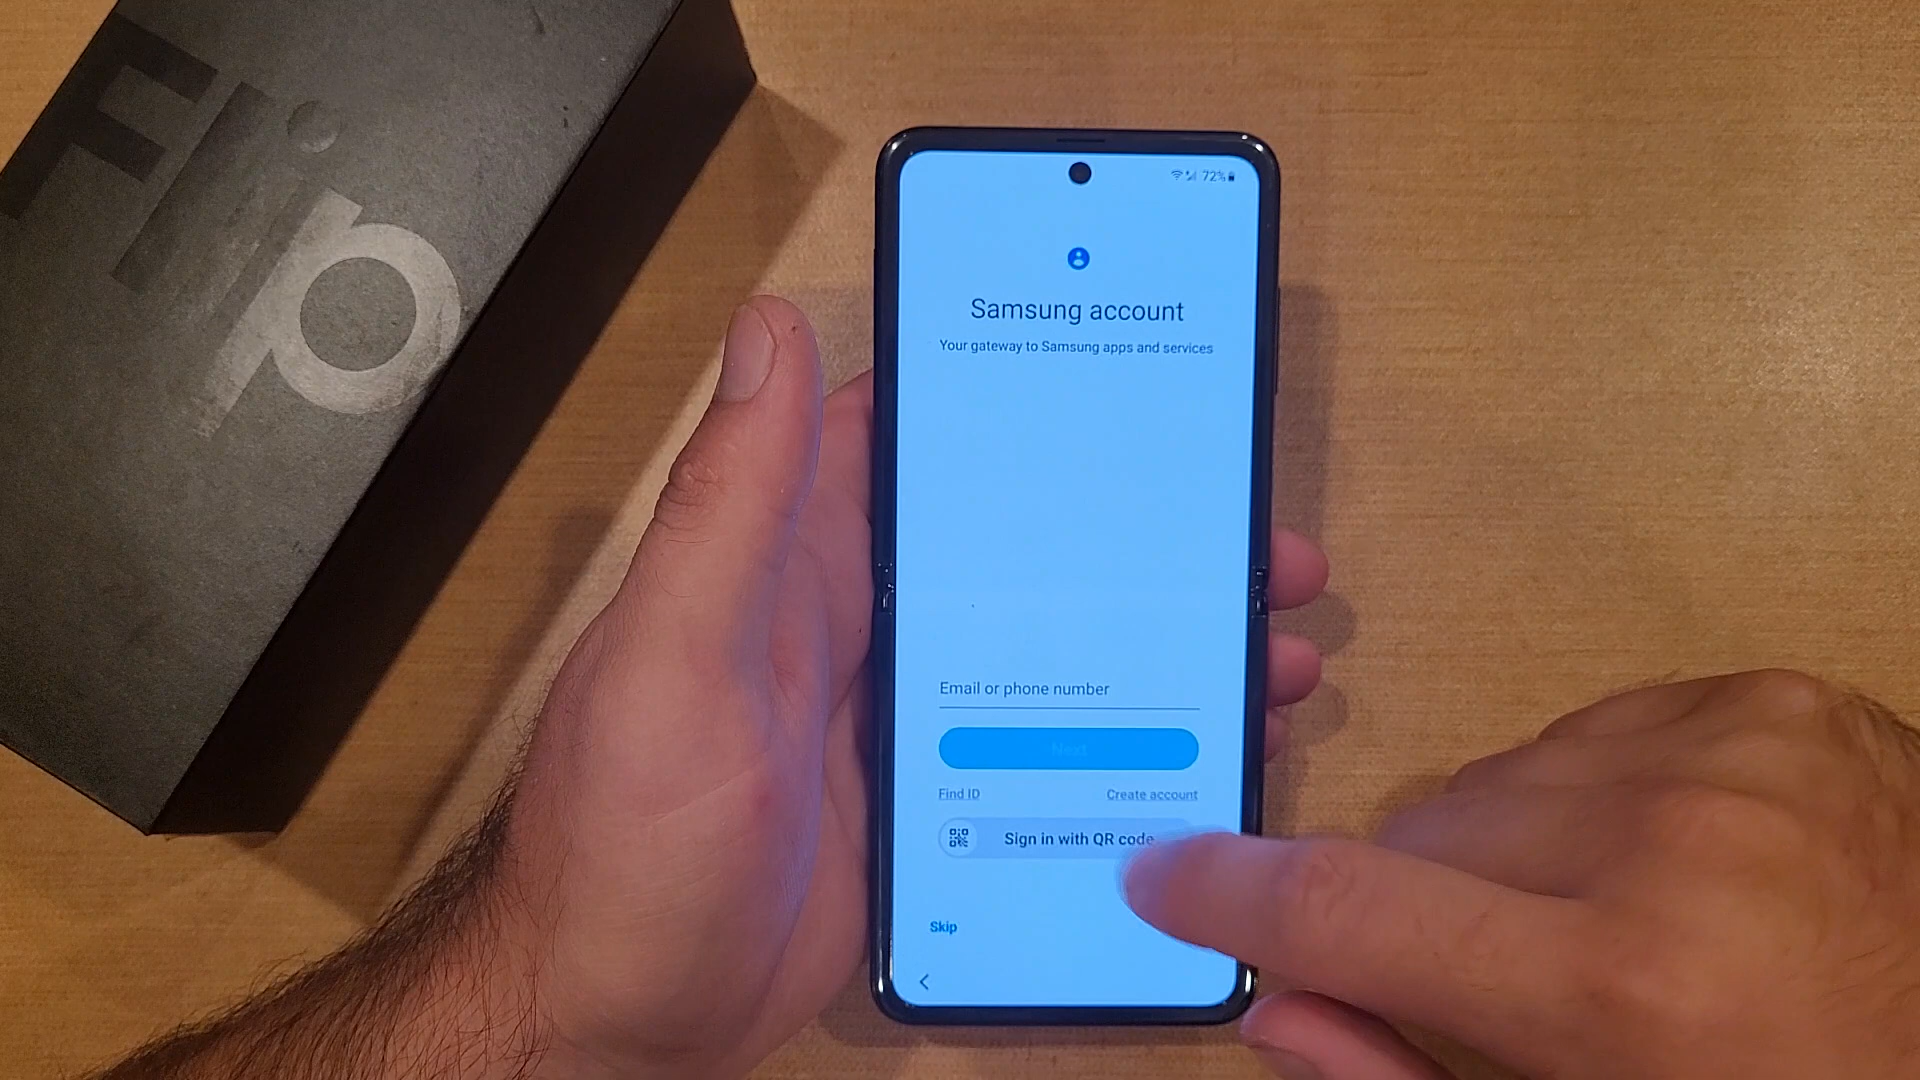 Flip
72%
Samsung account
Your gateway to Samsung apps and services
Email or phone number
Next
Find ID
Create account
Sign in with QR code
Skip